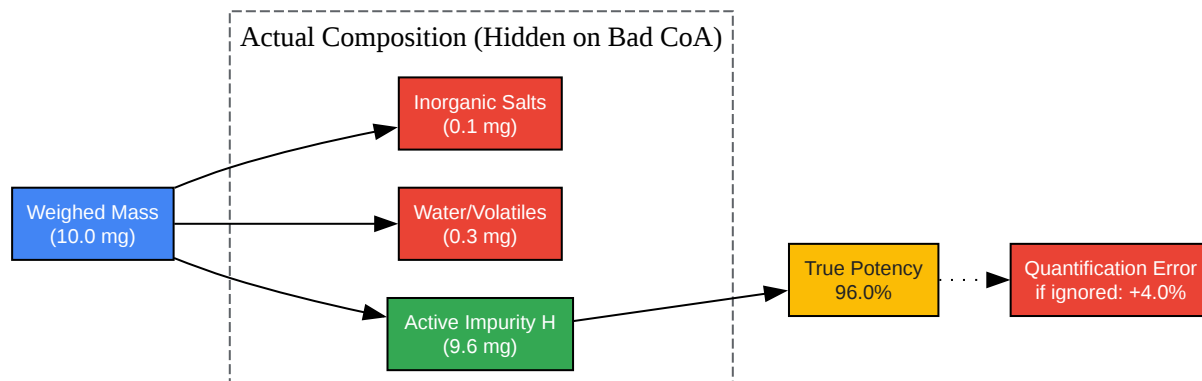 Actual Composition (Hidden on Bad CoA)
Inorganic Salts
(0.1 mg)
Weighed Mass
(10.0 mg)
Water/Volatiles
(0.3 mg)
Active Impurity H
(9.6 mg)
True Potency
96.0%
Quantification Error
if ignored: +4.0%